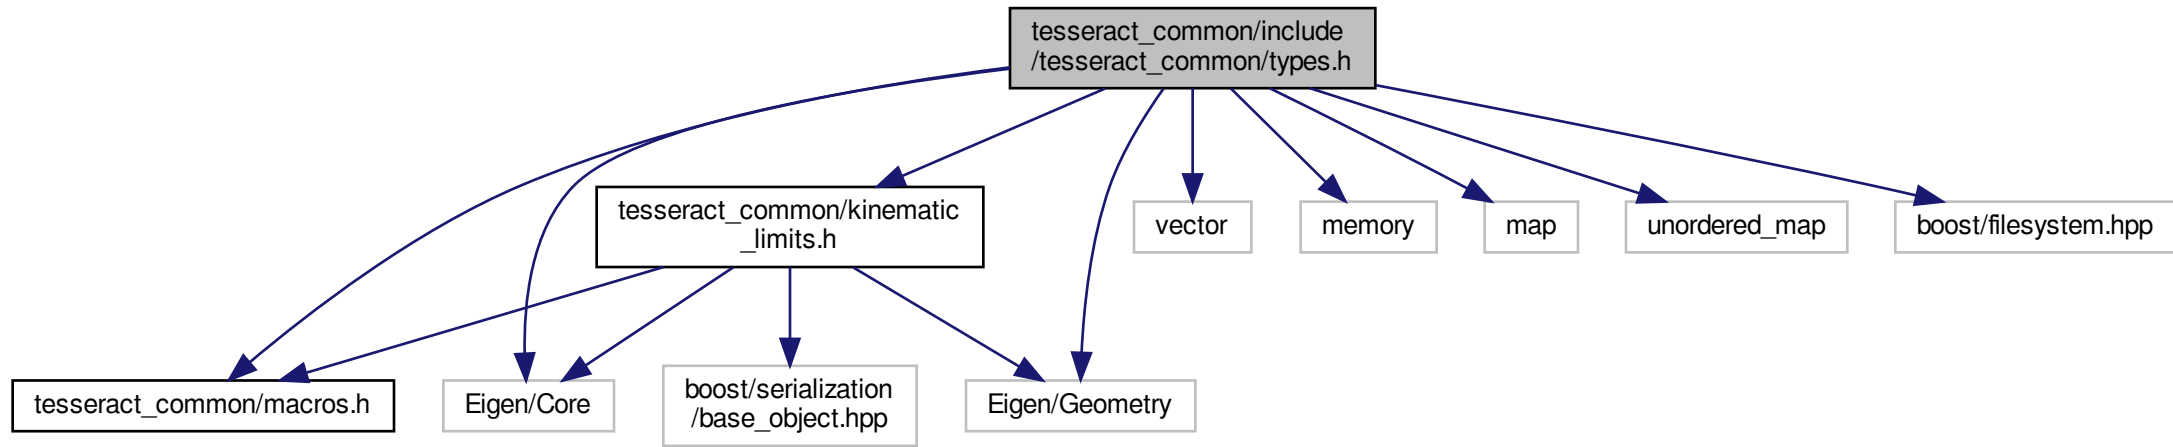 tesseract_common/include
/tesseract_common/types.h
tesseract_common/kinematic
_limits.h
vector
memory
map
unordered_map
boost/filesystem.hpp
tesseract_common/macros.h
Eigen/Core
boost/serialization
/base_object.hpp
Eigen/Geometry